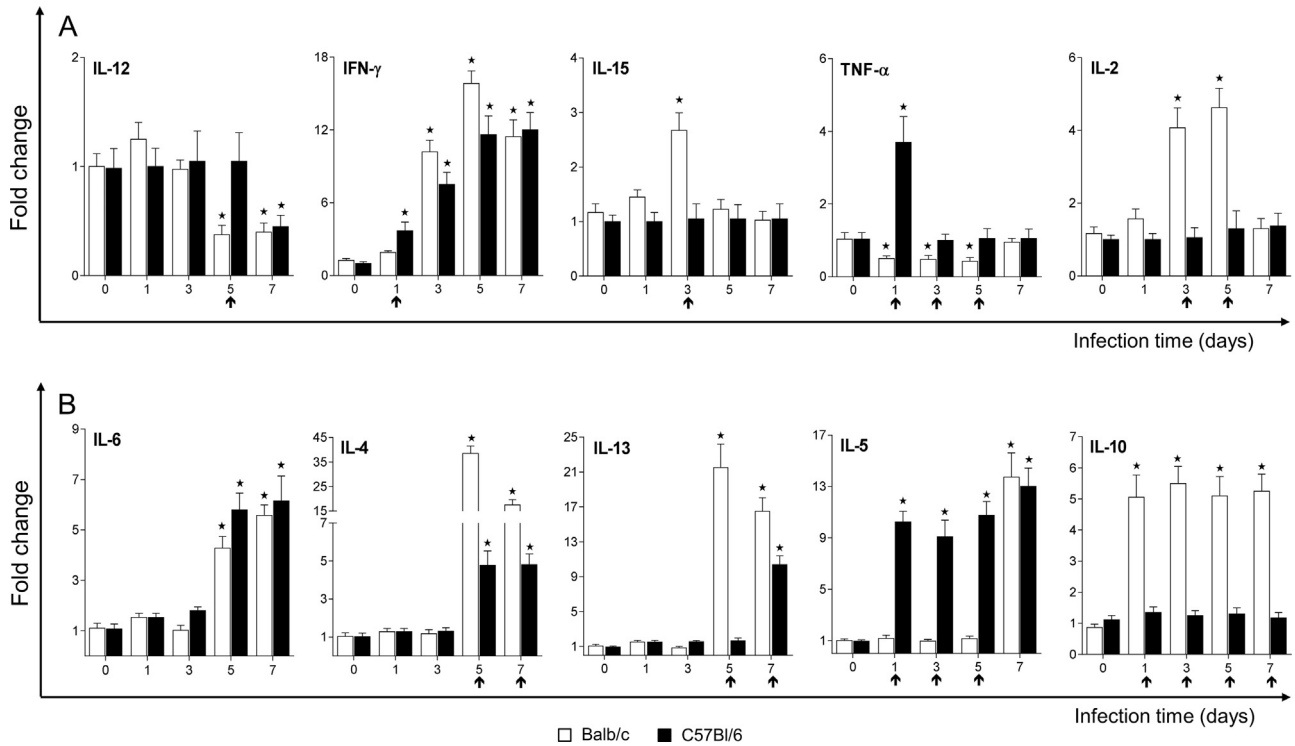 A
Fold change
IL-12
2
1
0
0 1 3 5 7
IFN-γ
★
★ ★ ★
★
★
★
18
12
6
0
0 1 3 5 7
IL-15
★
4
3
2
1
0
0 1 3 5 7
TNF-α
★
★ ★ ★
6
4
2
0
0 1 3 5 7
IL-2
★ ★
6
4
2
0
0 1 3 5 7
Infection time (days)
B
Fold change
IL-6
9
7
5
3
1
0 1 3 5 7
IL-4
45
35
25
15
7
5
3
1
0 1 3 5 7
IL-13
25
21
17
13
9
5
1
0 1 3 5 7
IL-5
17
13
9
5
1
0 1 3 5 7
IL-10
7
6
5
4
3
2
1
0
0 1 3 5 7
Infection time (days)
Balb/c C57Bl/6